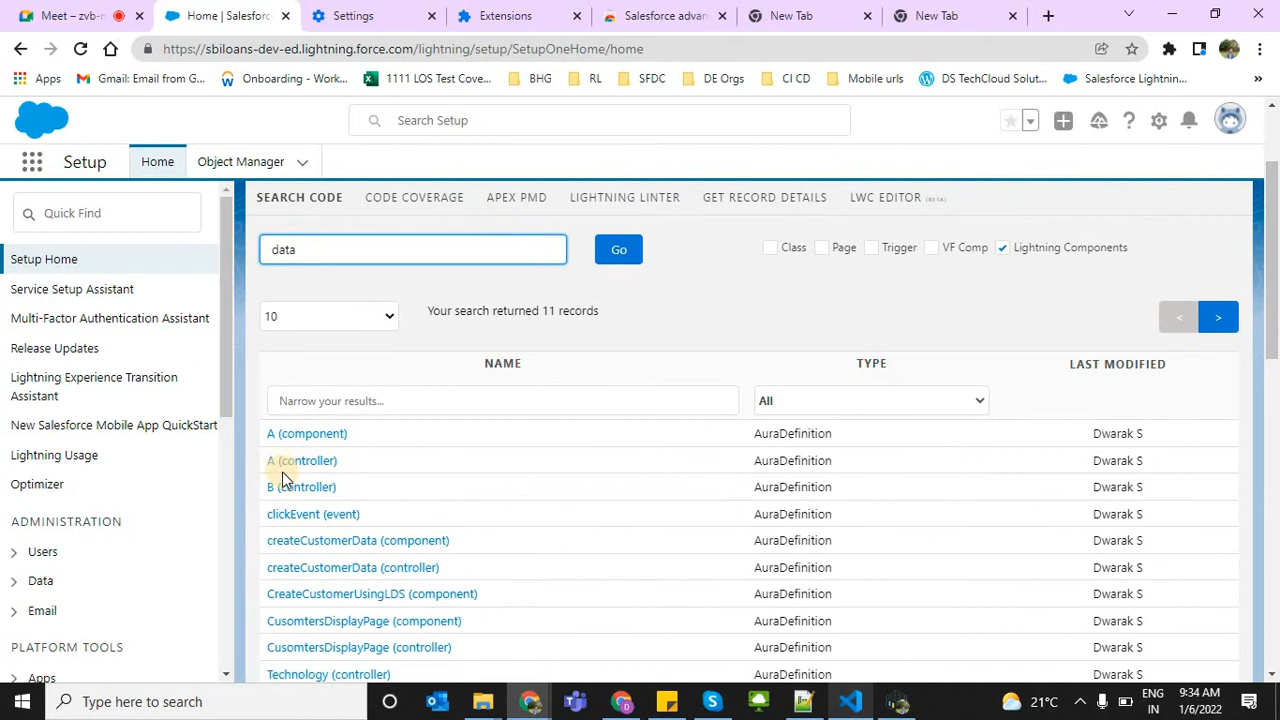 Meet – zvb-
Home | Salesforc
Settings
Extensions
Salesforce advan
New Tab
New Tab
https://sbiloans-dev-ed.lightning.force.com/lightning/setup/SetupOneHome/home
Apps
Gmail: Email from G...
Onboarding - Work...
1111 LOS Test Cove...
BHG
RL
SFDC
DE Orgs
CI CD
Mobile urls
DS TechCloud Solut...
Salesforce Lightnin...
»
Search Setup
Setup
Home
Object Manager
Quick Find
Setup Home
Service Setup Assistant
Multi-Factor Authentication Assistant
Release Updates
Lightning Experience Transition
Assistant
New Salesforce Mobile App QuickStart
Lightning Usage
Optimizer
ADMINISTRATION
Users
Data
Email
PLATFORM TOOLS
Apps
SEARCH CODE
CODE COVERAGE
APEX PMD
LIGHTNING LINTER
GET RECORD DETAILS
LWC EDITOR (BETA)
data
Go
Class
Page
Trigger
VF Comp
Lightning Components
10
Your search returned 11 records
<
>
NAME
TYPE
LAST MODIFIED
Narrow your results...
All
A (component)
AuraDefinition
Dwarak S
A (controller)
AuraDefinition
Dwarak S
B (controller)
AuraDefinition
Dwarak S
clickEvent (event)
AuraDefinition
Dwarak S
createCustomerData (component)
AuraDefinition
Dwarak S
createCustomerData (controller)
AuraDefinition
Dwarak S
CreateCustomerUsingLDS (component)
AuraDefinition
Dwarak S
CusomtersDisplayPage (component)
AuraDefinition
Dwarak S
CusomtersDisplayPage (controller)
AuraDefinition
Dwarak S
Technology (controller)
AuraDefinition
Dwarak S
Type here to search
21°C
ENG
IN
9:34 AM
1/6/2022